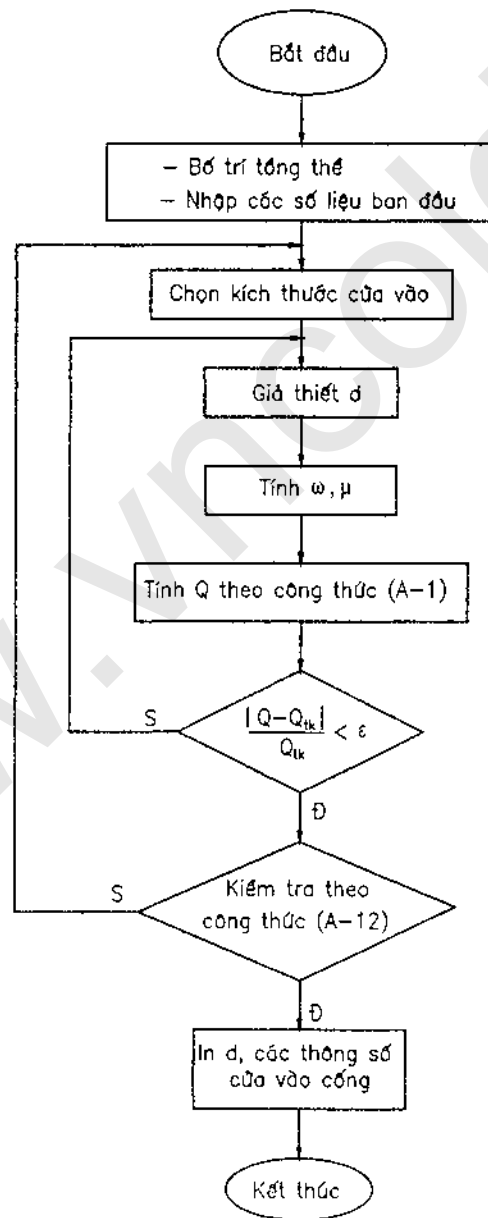 Bắt đầu
– Bố trí tổng thể
– Nhập các số liệu ban đầu
Chọn kích thước cửa vào
Giả thiết d
Tính ω, μ
Tính Q theo công thức (A–1)
S
|Q–Qtk|
Qtk
< ε
Đ
S
Kiểm tra theo
công thức (A–12)
Đ
In d, các thông số
cửa vào cống
Kết thúc